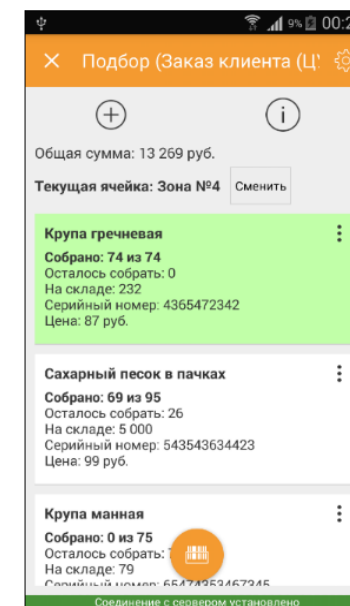 9% 00:2
Подбор (Заказ клиента (Ц
Общая сумма: 13 269 руб.
Текущая ячейка: Зона №4 Сменить
Крупа гречневая
Собрано: 74 из 74
Осталось собрать: 0
На складе: 232
Серийный номер: 4365472342
Цена: 87 руб.
Сахарный песок в пачках
Собрано: 69 из 95
Осталось собрать: 26
На складе: 5 000
Серийный номер: 543543634423
Цена: 99 руб.
Крупа манная
Собрано: 0 из 75
Осталось собрать:
На складе: 79
Серийный номер: 65474353467345
Соединение с сервером установлено